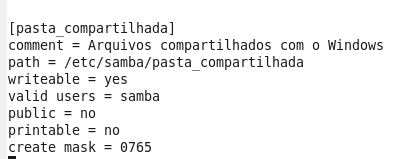 [pasta_compartilhada]
comment = Arquivos compartilhados com o Windows
path = /etc/samba/pasta_compartilhada
writeable = yes
valid users = samba
public = no
printable = no
create mask = 0765